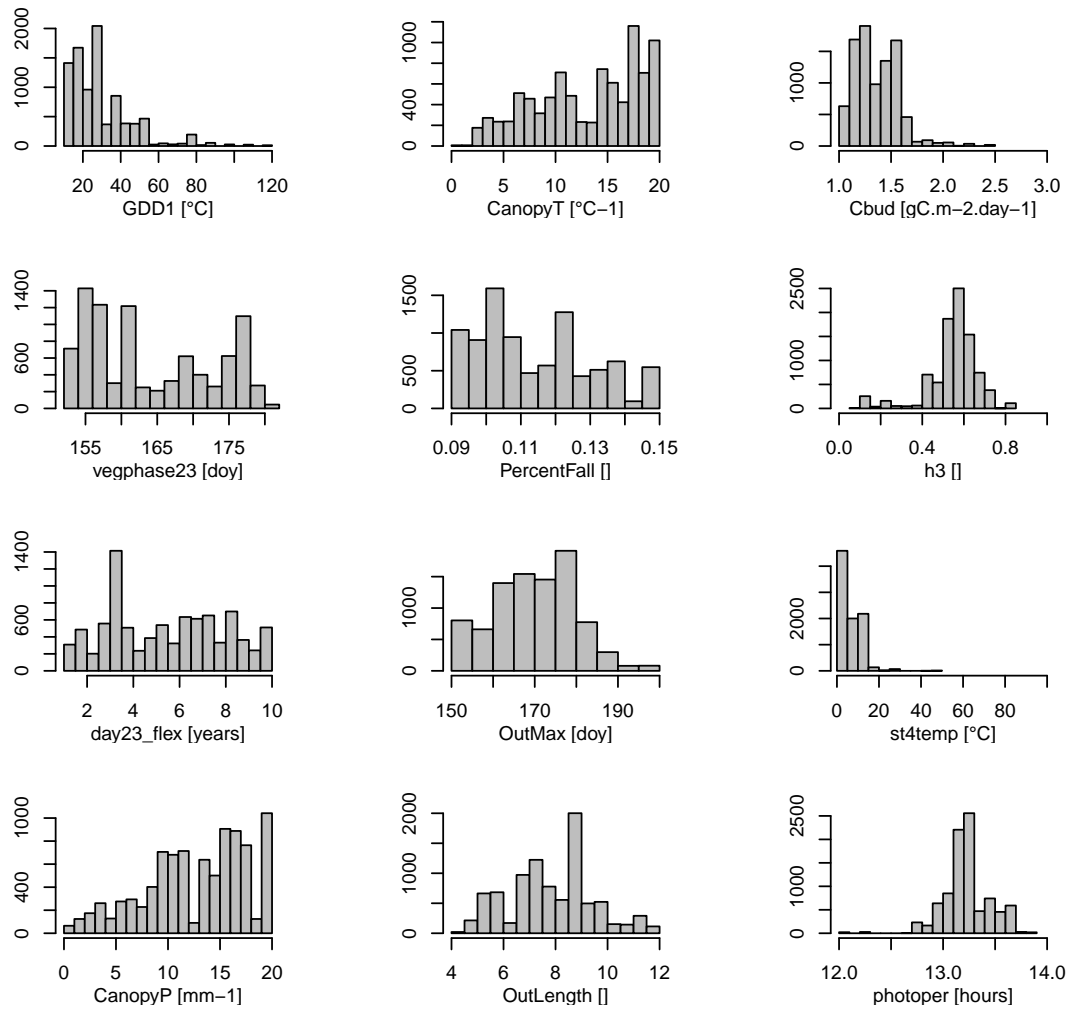 0 1000 2000
20 40 60 80 120
GDD1 [°C]
0 400 1000
0 5 10 15 20
CanopyT [°C−1]
0 1000
1.0 1.5 2.0 2.5 3.0
Cbud [gC.m−2.day−1]
0 600 1400
155 165 175
vegphase23 [doy]
0 500 1500
0.09 0.11 0.13 0.15
PercentFall []
0 1000 2500
0.0 0.4 0.8
h3 []
0 600 1400
2 4 6 8 10
day23_flex [years]
0 1000
150 170 190
OutMax [doy]
0 2000
0 20 40 60 80
st4temp [°C]
0 400 1000
0 5 10 15 20
CanopyP [mm−1]
0 1000 2000
4 6 8 10 12
OutLength []
0 1000 2500
12.0 13.0 14.0
photoper [hours]